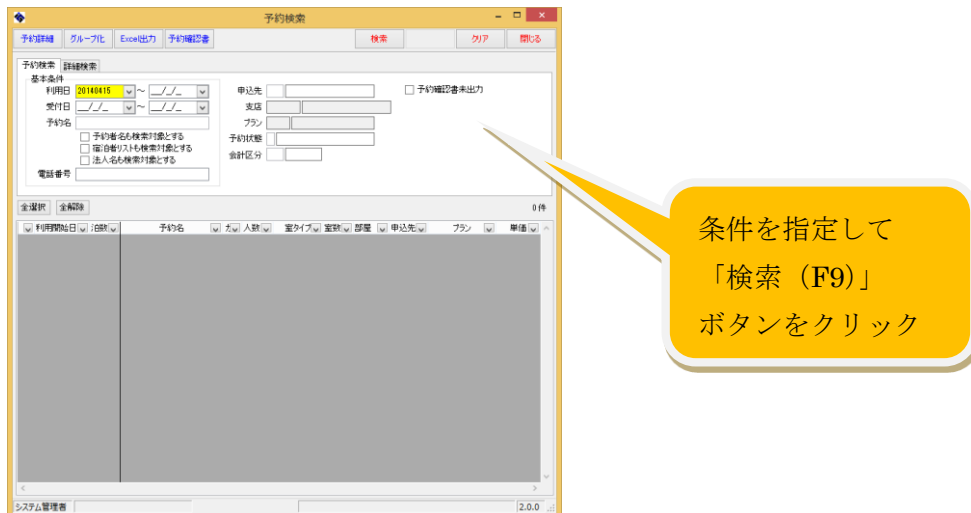 予約検索
予約詳細 グループ化 Excel出力 予約確認書 検索 クリア 閉じる
予約検索 詳細検索
基本条件
利用日 20140415 ~ __/_/_ 申込先 予約確認書未出力
受付日 __/_/_ ~ __/_/_ 支店
予約名 プラン
予約者名も検索対象とする 予約状態
宿泊者リストも検索対象とする 会計区分
法人名も検索対象とする
電話番号
全選択 全解除 0件
利用開始日 泊数 予約名 カ 人数 室タイプ 室数 部屋 申込先 プラン 単価
システム管理者 2.0.0
条件を指定して
「検索（F9）」
ボタンをクリック